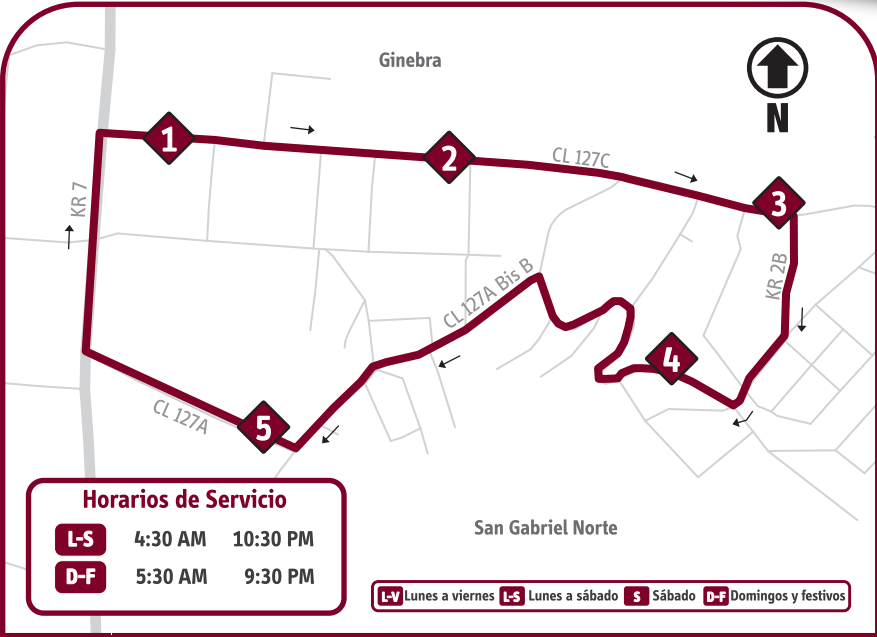 Ginebra
N
1
2
CL 127C
3
KR 7
KR 2B
CL 127A Bis B
4
CL 127A
5
Horarios de Servicio
L-S 4:30 AM 10:30 PM
D-F 5:30 AM 9:30 PM
San Gabriel Norte
L-V Lunes a viernes L-S Lunes a sábado S Sábado D-F Domingos y festivos